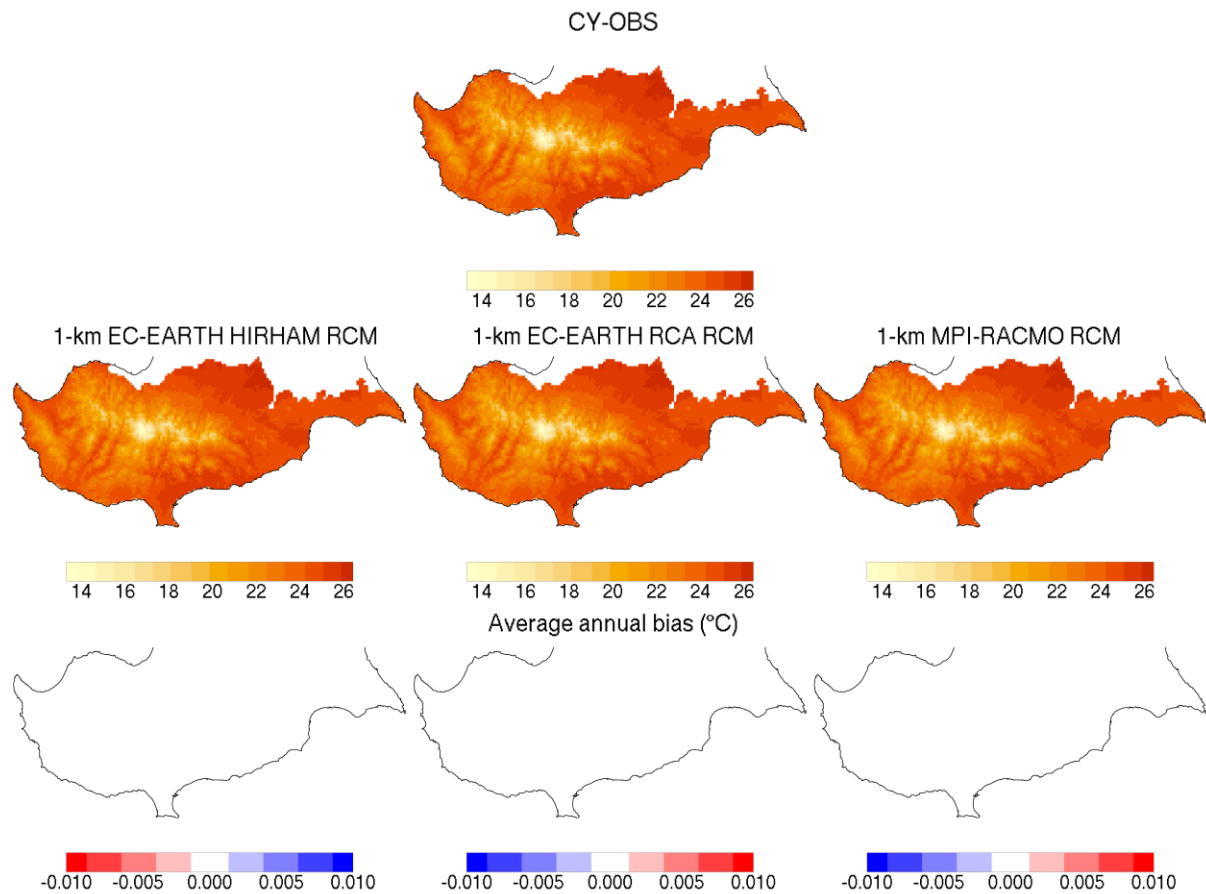 CY-OBS
14 16 18 20 22 24 26
1-km EC-EARTH HIRHAM RCM 1-km EC-EARTH RCA RCM 1-km MPI-RACMO RCM
14 16 18 20 22 24 26 14 16 18 20 22 24 26 14 16 18 20 22 24 26
Average annual bias (°C)
-0.010 -0.005 0.000 0.005 0.010 -0.010 -0.005 0.000 0.005 0.010 -0.010 -0.005 0.000 0.005 0.010